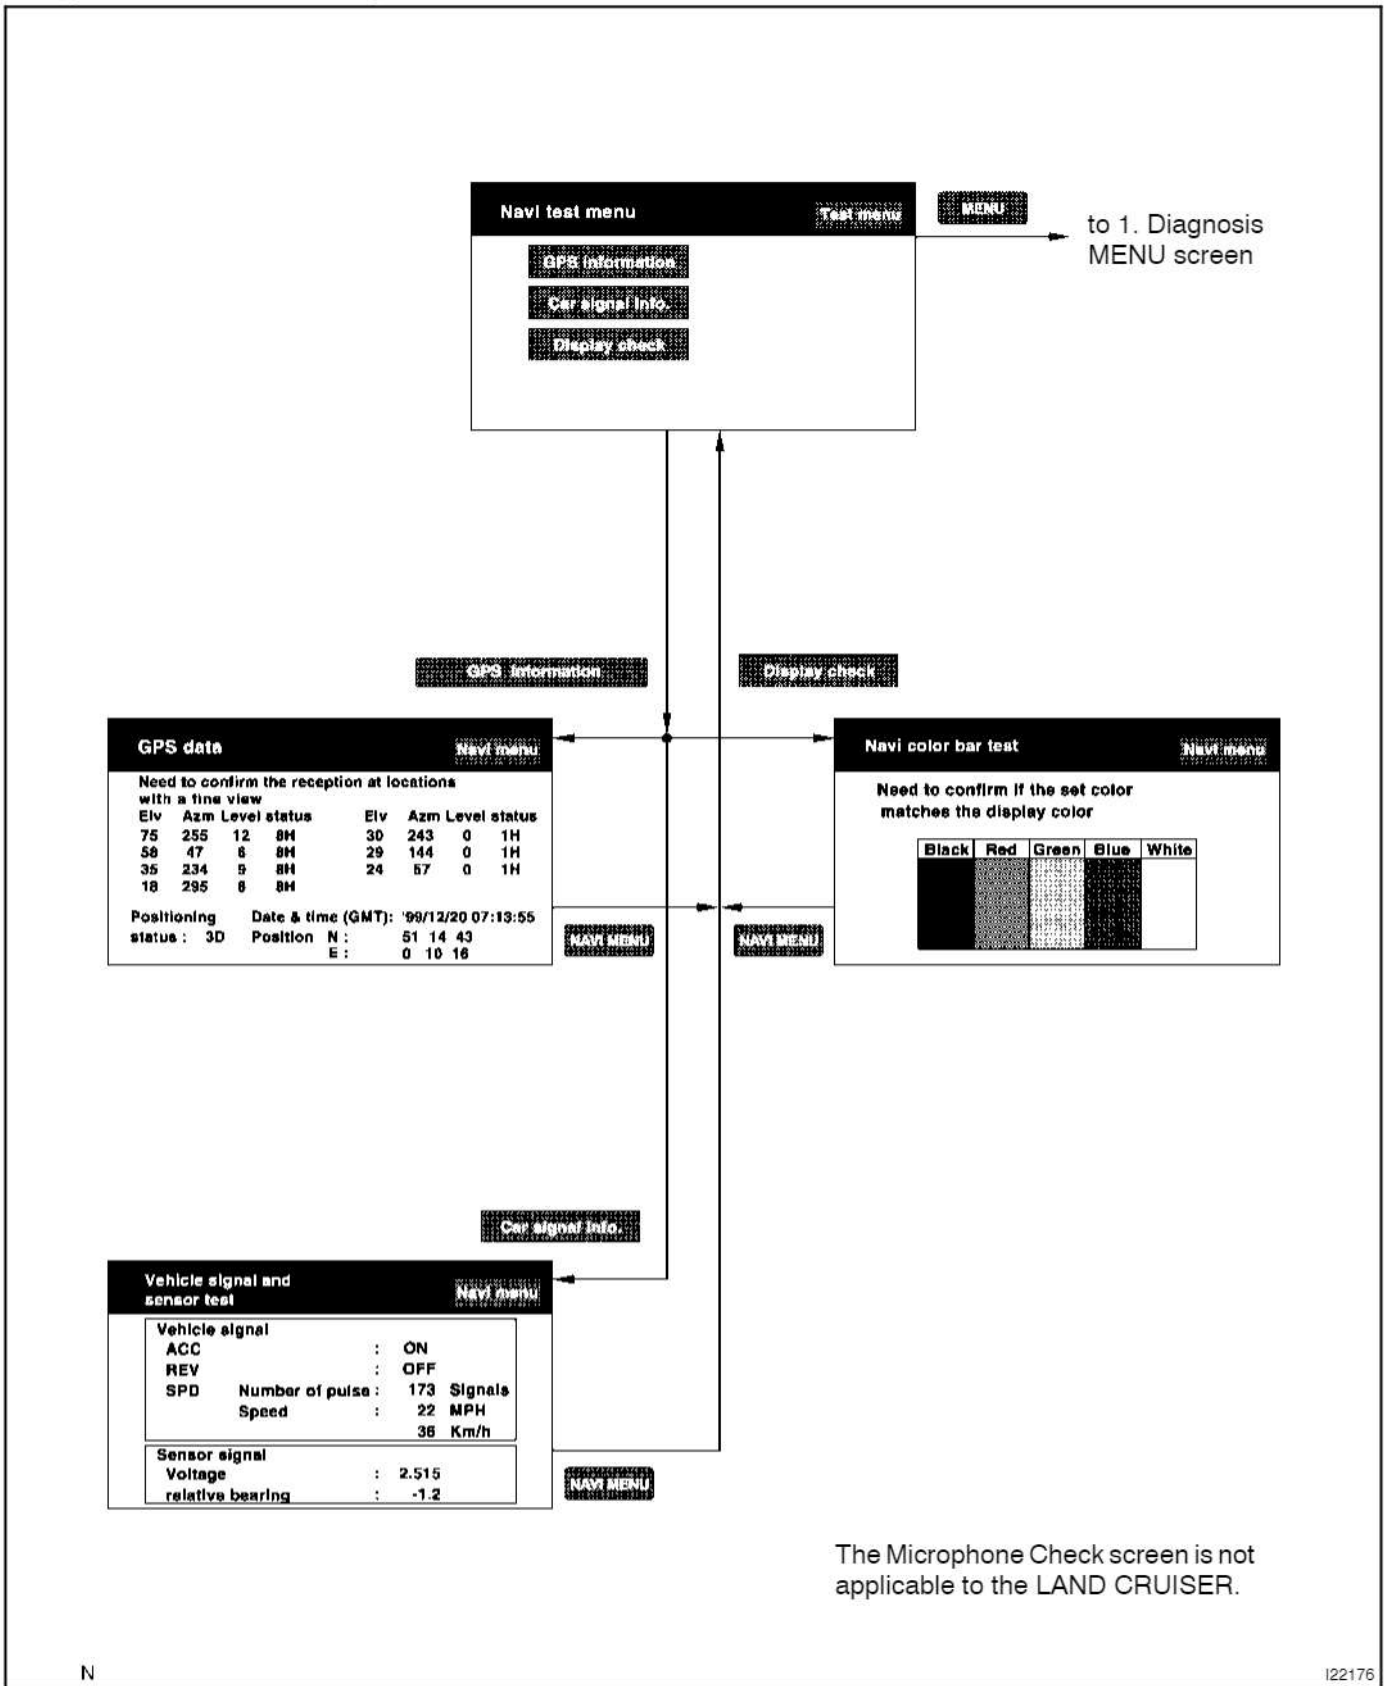 Navi test menu Test menu MENU
to 1. Diagnosis
MENU screen
GPS information
Car signal info.
Display check
GPS information Display check
GPS data Navi menu
Need to confirm the reception at locations
with a fine view
Elv Azm Level status Elv Azm Level status
75 255 12 8H 30 243 0 1H
58 47 6 8H 29 144 0 1H
35 234 9 8H 24 57 0 1H
18 295 6 8H
Positioning Date & time (GMT): '99/12/20 07:13:55
status : 3D Position N : 51 14 43
E : 0 10 16
NAVI MENU
Navi color bar test Navi menu
Need to confirm if the set color
matches the display color
Black Red Green Blue White
NAVI MENU
Car signal info.
Vehicle signal and
sensor test
Navi menu
Vehicle signal
ACC : ON
REV : OFF
SPD Number of pulse : 173 Signals
Speed : 22 MPH
36 Km/h
Sensor signal
Voltage : 2.515
relative bearing : -1.2
NAVI MENU
The Microphone Check screen is not
applicable to the LAND CRUISER.
N
I22176